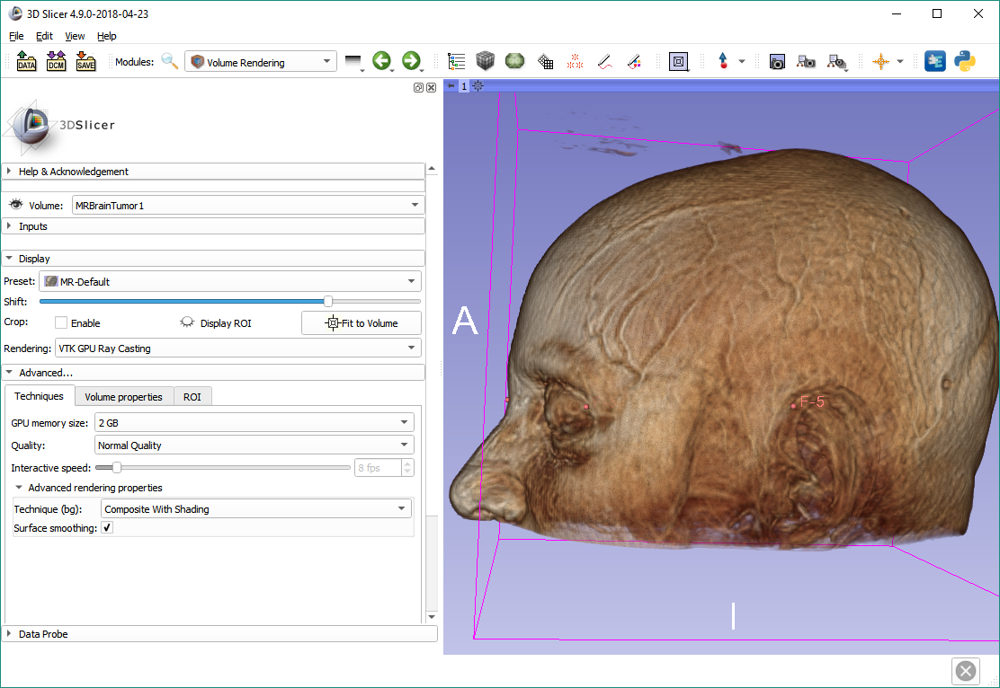 3D Slicer 4.9.0-2018-04-23
File Edit View Help
DATA DCM SAVE Modules: Volume Rendering
1
3DSlicer
Help & Acknowledgement
Volume: MRBrainTumor1
Inputs
Display
Preset: MR-Default
Shift:
Crop: Enable Display ROI Fit to Volume
Rendering: VTK GPU Ray Casting
Advanced...
Techniques Volume properties ROI
GPU memory size: 2 GB
Quality: Normal Quality
Interactive speed: 8 fps
Advanced rendering properties
Technique (bg): Composite With Shading
Surface smoothing:
Data Probe
A
F-5
I